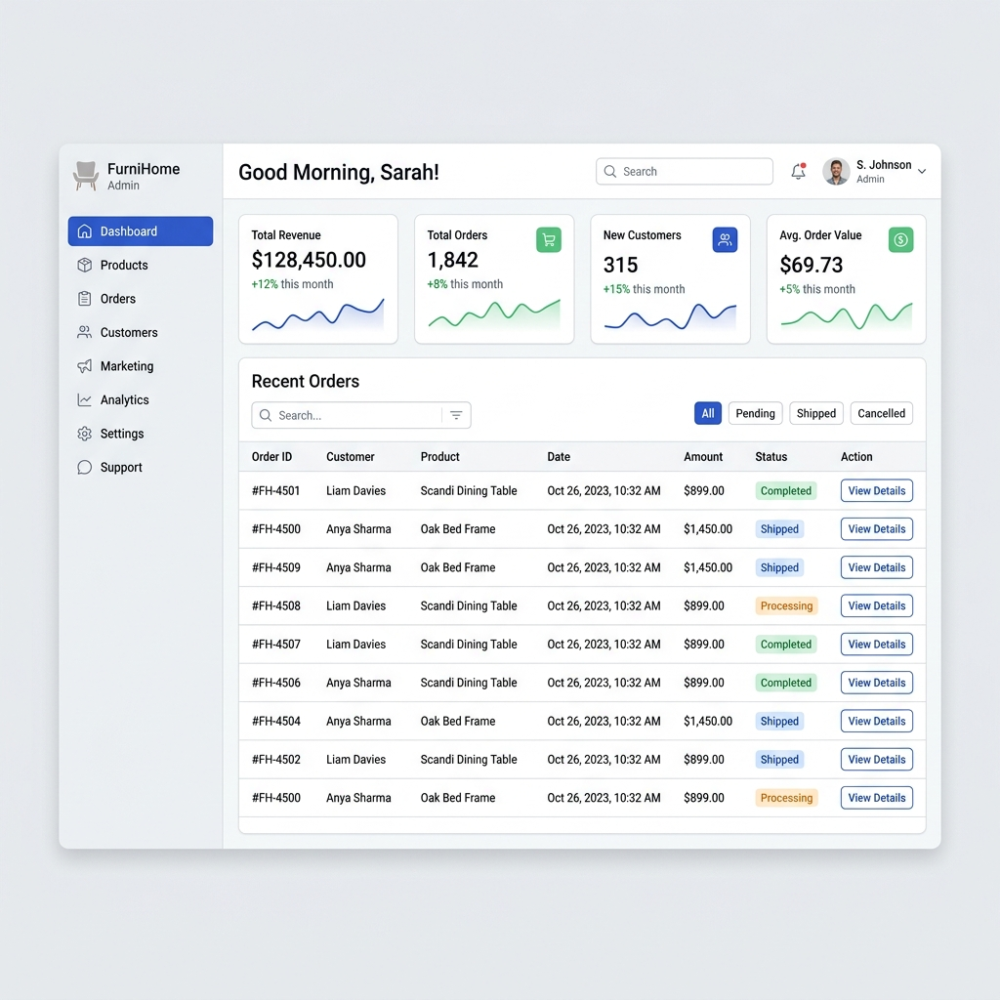 FurniHome
Admin
Good Morning, Sarah!
Search
S. Johnson
Admin
Dashboard
Products
Orders
Customers
Marketing
Analytics
Settings
Support
Total Revenue
$128,450.00
+12% this month
Total Orders
1,842
+8% this month
New Customers
315
+15% this month
Avg. Order Value
$69.73
+5% this month
Recent Orders
Search...
All Pending Shipped Cancelled
Order ID Customer Product Date Amount Status Action
#FH-4501 Liam Davies Scandi Dining Table Oct 26, 2023, 10:32 AM $899.00 Completed View Details
#FH-4500 Anya Sharma Oak Bed Frame Oct 26, 2023, 10:32 AM $1,450.00 Shipped View Details
#FH-4509 Anya Sharma Oak Bed Frame Oct 26, 2023, 10:32 AM $1,450.00 Shipped View Details
#FH-4508 Liam Davies Scandi Dining Table Oct 26, 2023, 10:32 AM $899.00 Processing View Details
#FH-4507 Liam Davies Scandi Dining Table Oct 26, 2023, 10:32 AM $899.00 Completed View Details
#FH-4506 Anya Sharma Scandi Dining Table Oct 26, 2023, 10:32 AM $899.00 Completed View Details
#FH-4504 Anya Sharma Oak Bed Frame Oct 26, 2023, 10:32 AM $1,450.00 Shipped View Details
#FH-4502 Liam Davies Scandi Dining Table Oct 26, 2023, 10:32 AM $899.00 Shipped View Details
#FH-4500 Anya Sharma Oak Bed Frame Oct 26, 2023, 10:32 AM $899.00 Processing View Details